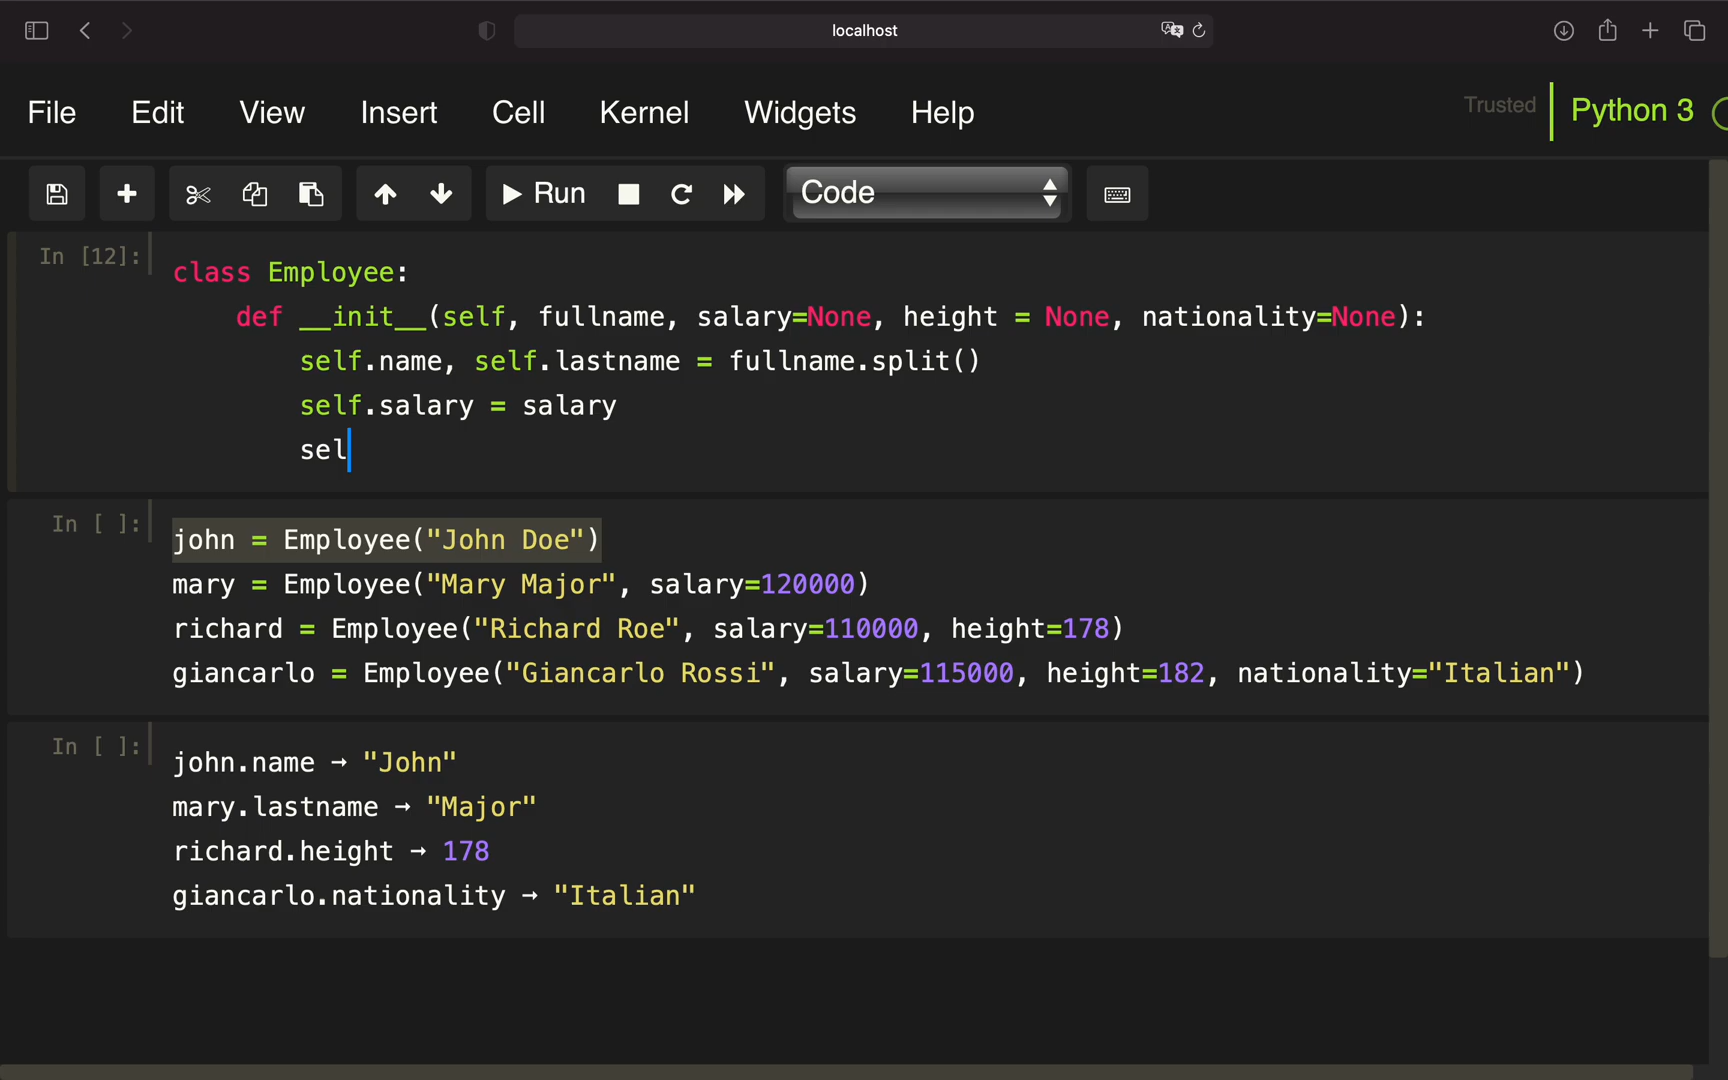 localhost
File Edit View Insert Cell Kernel Widgets Help Trusted Python 3
Run Code
In [12]:
class Employee:
def __init__(self, fullname, salary=None, height = None, nationality=None):
self.name, self.lastname = fullname.split()
self.salary = salary
sel
In [ ]:
john = Employee("John Doe")
mary = Employee("Mary Major", salary=120000)
richard = Employee("Richard Roe", salary=110000, height=178)
giancarlo = Employee("Giancarlo Rossi", salary=115000, height=182, nationality="Italian")
In [ ]:
john.name → "John"
mary.lastname → "Major"
richard.height → 178
giancarlo.nationality → "Italian"